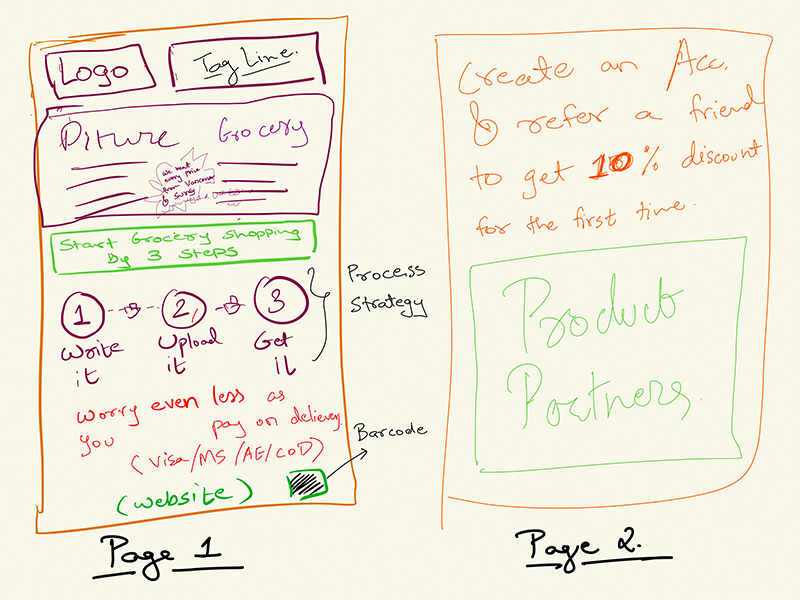 Logo
Tag Line.
Piture
Grocery
we beat
every price
from Vancouver
& Surrey
Start Grocery shopping
by 3 steps
1
2
3
Write
it
Upload
it
Get
it
Process
Strategy
Worry even less as
you pay on delievery.
(Visa/MS/AE/COD)
Barcode
(website)
Page 1
Create an Acc.
& refer a friend
to get 10% discount
for the first time.
Product
Partners.
Page 2.